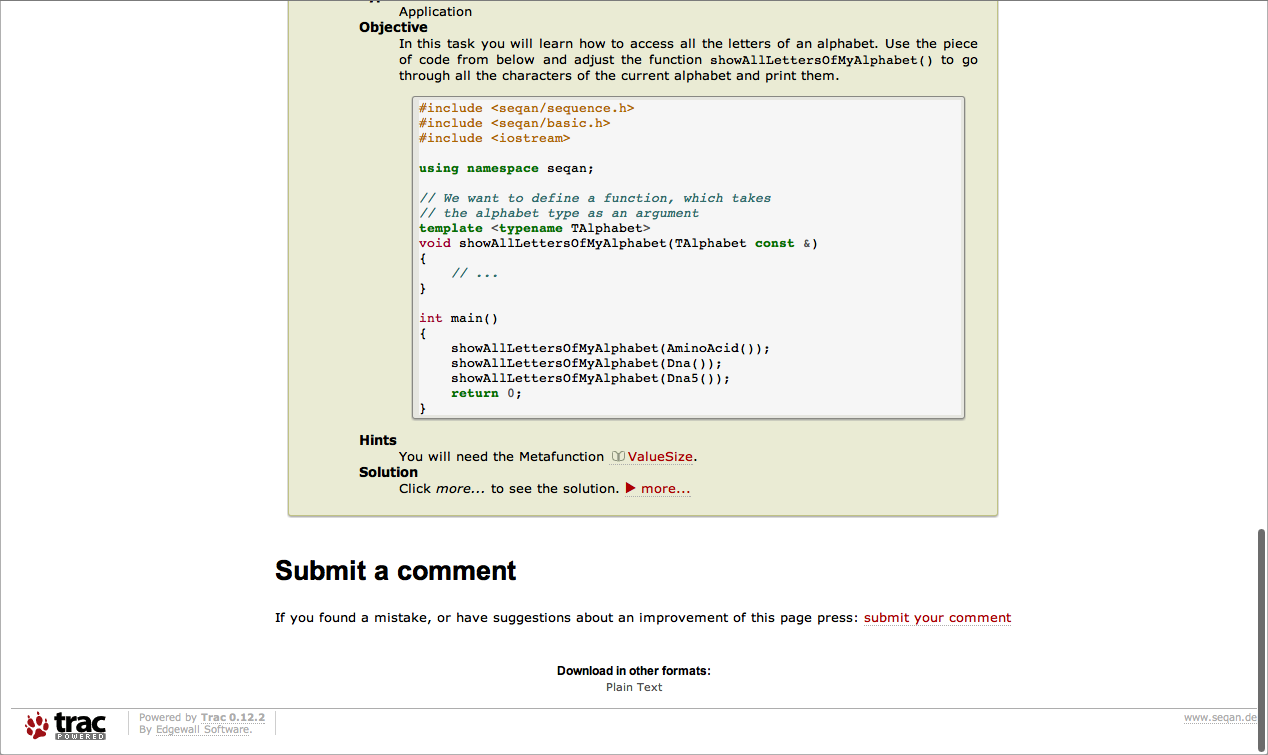 Application
Objective
In this task you will learn how to access all the letters of an alphabet. Use the piece
of code from below and adjust the function showAllLettersOfMyAlphabet() to go
through all the characters of the current alphabet and print them.
#include <seqan/sequence.h>
#include <seqan/basic.h>
#include <iostream>

using namespace seqan;

// We want to define a function, which takes
// the alphabet type as an argument
template <typename TAlphabet>
void showAllLettersOfMyAlphabet(TAlphabet const &)
{
    // ...
}

int main()
{
    showAllLettersOfMyAlphabet(AminoAcid());
    showAllLettersOfMyAlphabet(Dna());
    showAllLettersOfMyAlphabet(Dna5());
    return 0;
}
Hints
You will need the Metafunction ValueSize.
Solution
Click more... to see the solution. ▶ more...
Submit a comment
If you found a mistake, or have suggestions about an improvement of this page press: submit your comment
Download in other formats:
Plain Text
trac
POWERED
Powered by Trac 0.12.2
By Edgewall Software.
www.seqan.de